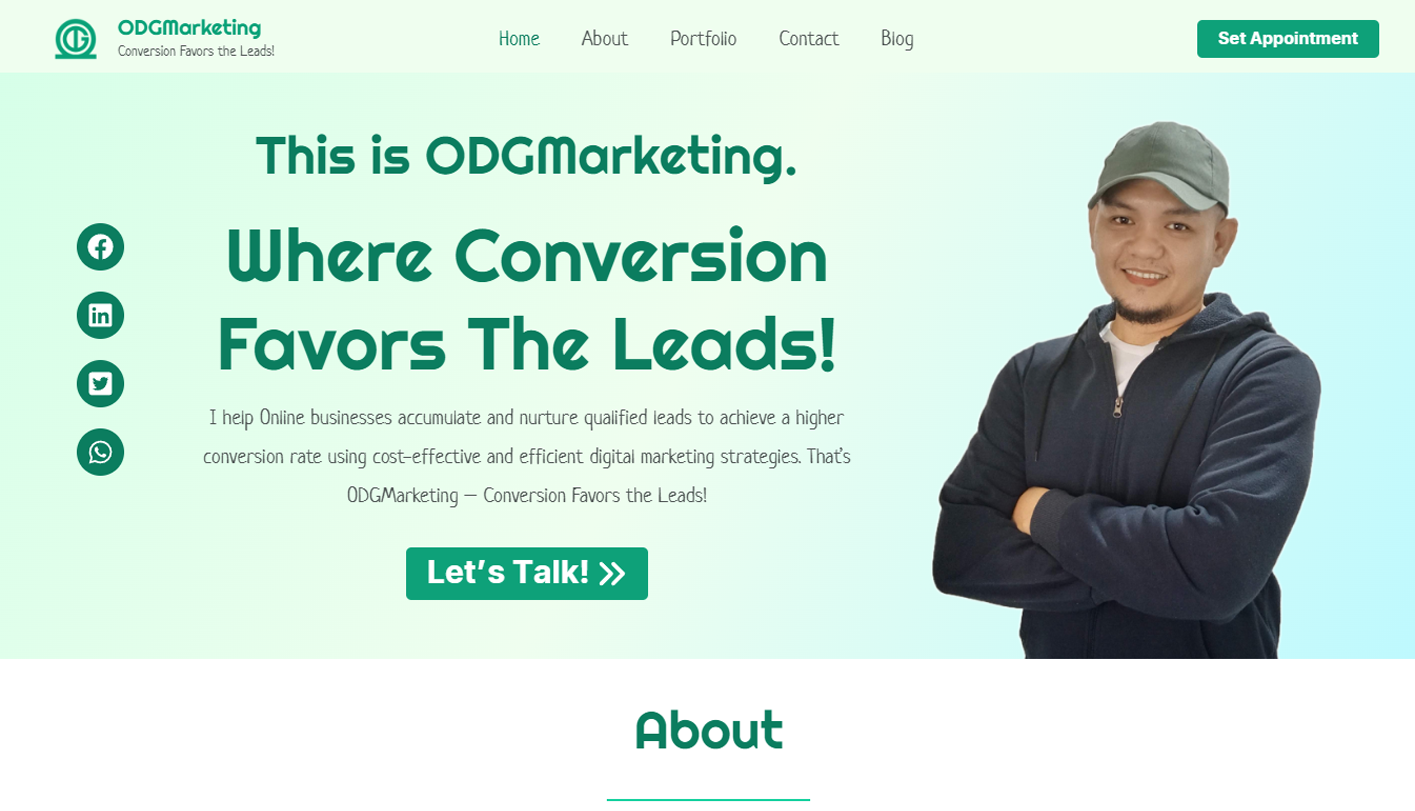 ODGMarketing
Conversion Favors the Leads!
Home
About
Portfolio
Contact
Blog
Set Appointment
This is ODGMarketing.
Where Conversion
Favors The Leads!
I help Online businesses accumulate and nurture qualified leads to achieve a higher
conversion rate using cost-effective and efficient digital marketing strategies. That's
ODGMarketing – Conversion Favors the Leads!
Let's Talk!
About